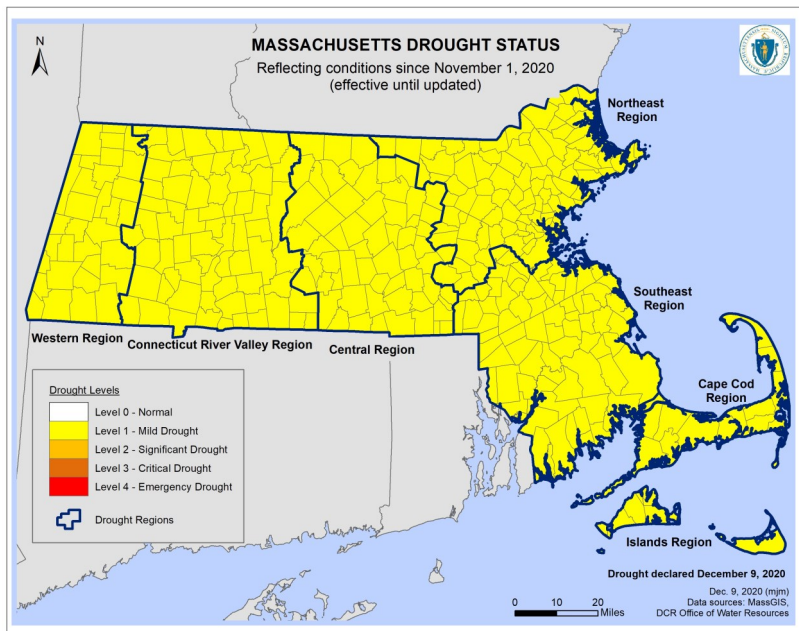 MASSACHUSETTS DROUGHT STATUS
Reflecting conditions since November 1, 2020
(effective until updated)
N
Northeast
Region
Southeast
Region
Western Region
Connecticut River Valley Region
Central Region
Cape Cod
Region
Drought Levels
Level 0 - Normal
Level 1 - Mild Drought
Level 2 - Significant Drought
Level 3 - Critical Drought
Level 4 - Emergency Drought
Drought Regions
Islands Region
Drought declared December 9, 2020
Dec. 9, 2020 (mjm)
Data sources: MassGIS,
DCR Office of Water Resources
0 10 20
Miles